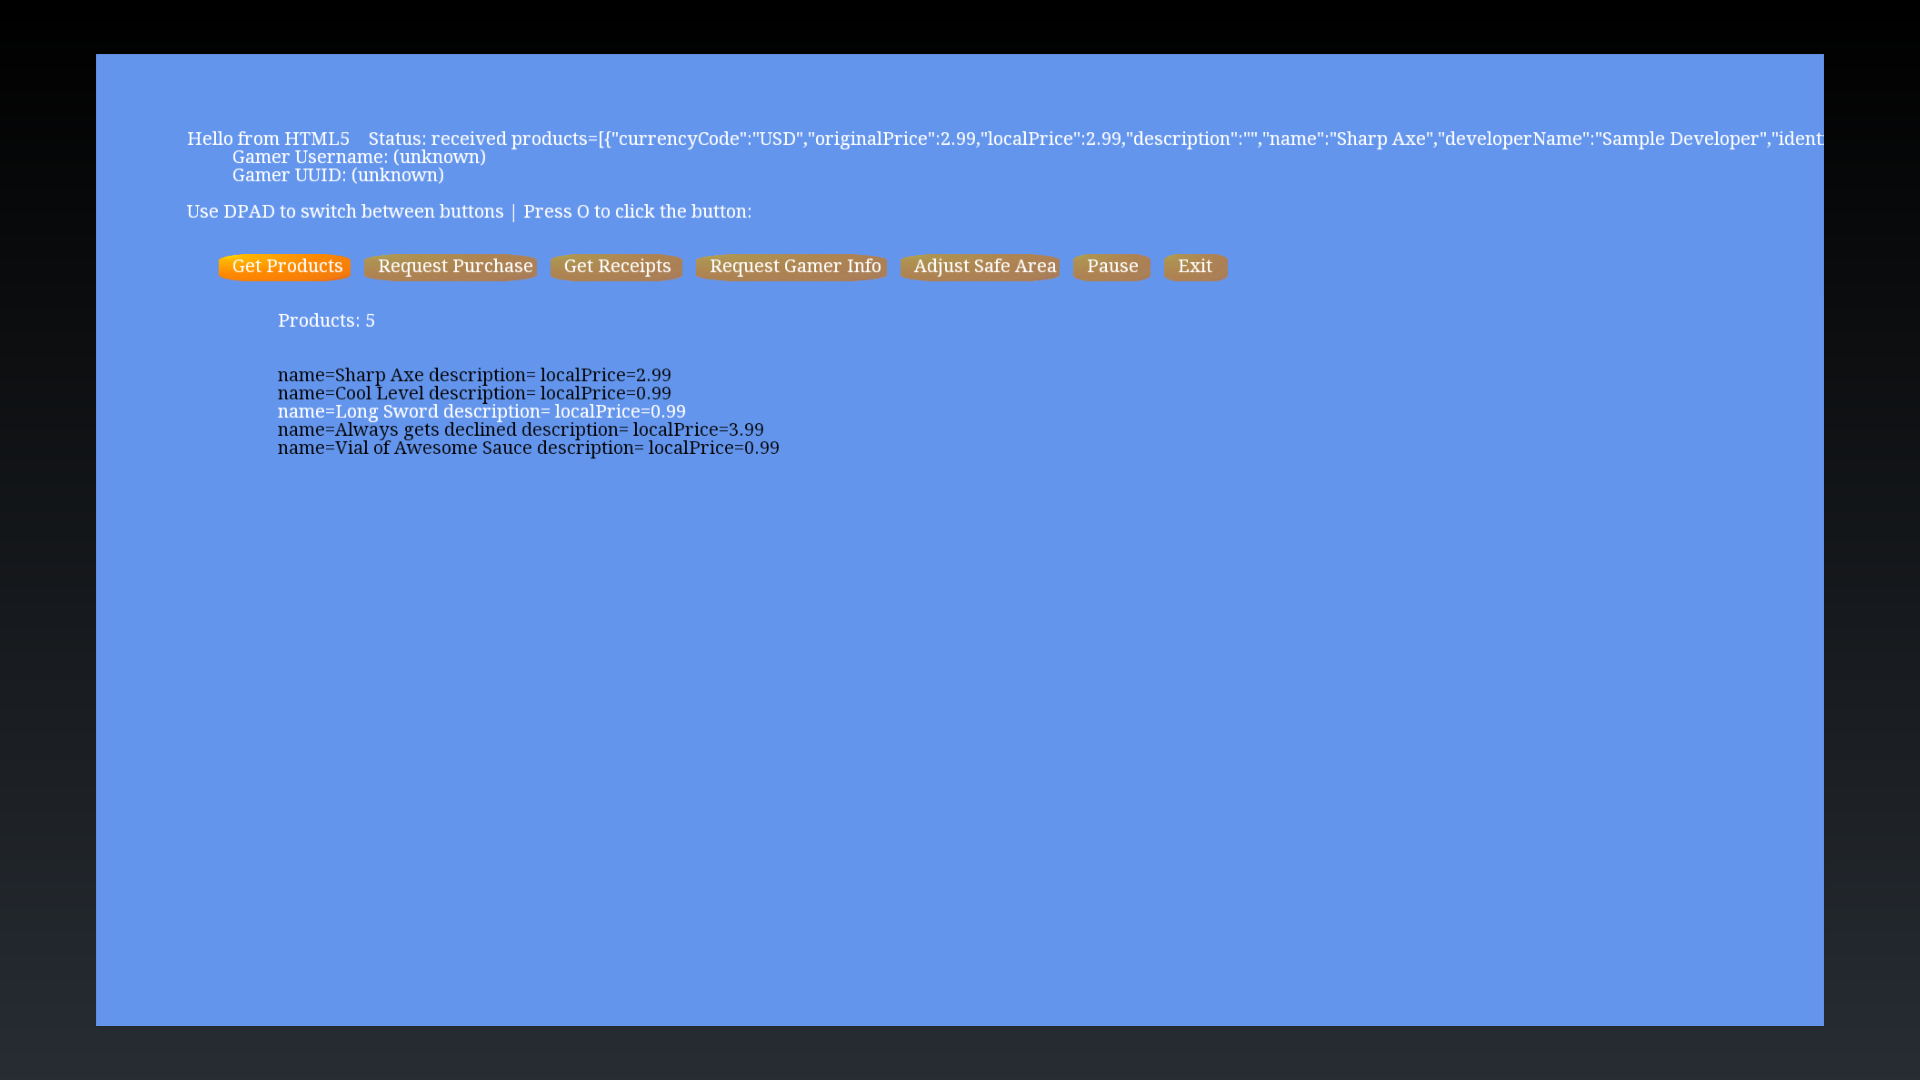 Hello from HTML5    Status: received products=[{"currencyCode":"USD","originalPrice":2.99,"localPrice":2.99,"description":"","name":"Sharp Axe","developerName":"Sample Developer","ident
Gamer Username: (unknown)
Gamer UUID: (unknown)
Use DPAD to switch between buttons | Press O to click the button:
Get Products Request Purchase Get Receipts Request Gamer Info Adjust Safe Area Pause Exit
Products: 5
name=Sharp Axe description= localPrice=2.99
name=Cool Level description= localPrice=0.99
name=Long Sword description= localPrice=0.99
name=Always gets declined description= localPrice=3.99
name=Vial of Awesome Sauce description= localPrice=0.99